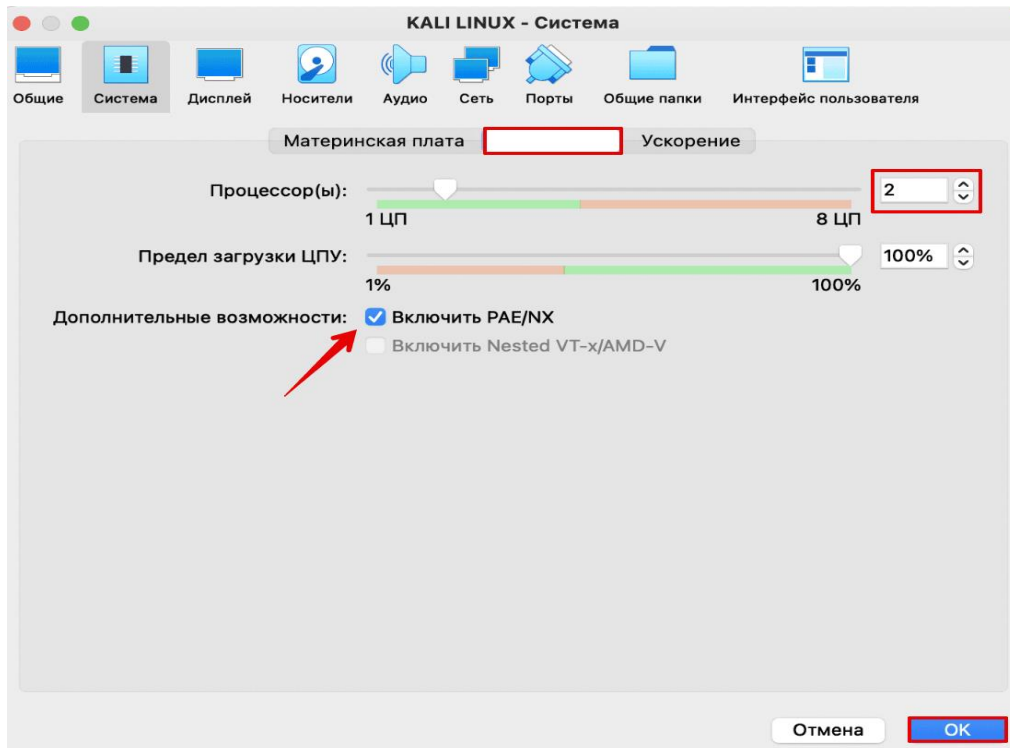 KALI LINUX - Система
Общие Система Дисплей Носители Аудио Сеть Порты Общие папки Интерфейс пользователя
Материнская плата Ускорение
Процессор(ы): 2
1 ЦП 8 ЦП
Предел загрузки ЦПУ: 100%
1% 100%
Дополнительные возможности: Включить PAE/NX
Включить Nested VT-x/AMD-V
Отмена OK